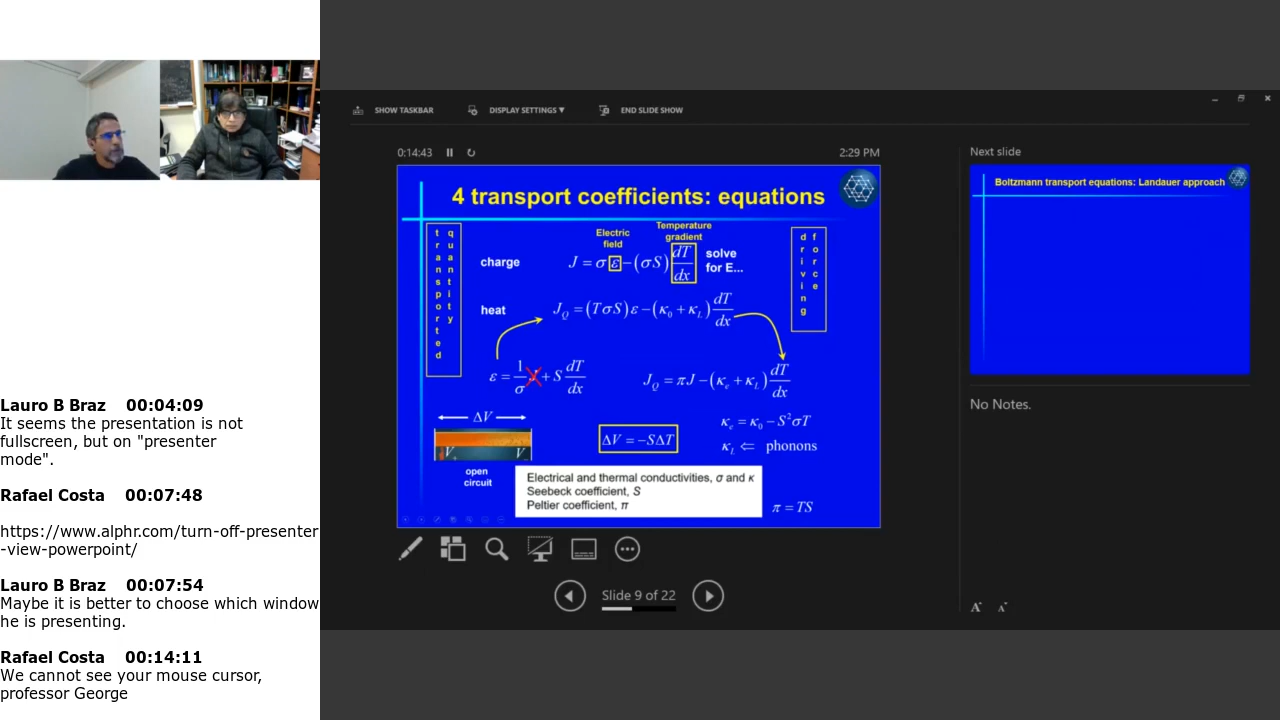 Lauro B Braz 00:04:09
It seems the presentation is not
fullscreen, but on "presenter
mode".
Rafael Costa 00:07:48
https://www.alphr.com/turn-off-presenter
-view-powerpoint/
Lauro B Braz 00:07:54
Maybe it is better to choose which window
he is presenting.
Rafael Costa 00:14:11
We cannot see your mouse cursor,
professor George
SHOW TASKBAR
DISPLAY SETTINGS ▼
END SLIDE SHOW
0:14:43
2:29 PM
4 transport coefficients: equations
transported
quantity
driving
force
Electric
field
Temperature
gradient
charge
J = σε − (σS) dT/dx
solve
for E...
heat
J_Q = (TσS)ε − (κ₀ + κ_L) dT/dx
ε = 1/σ J + S dT/dx
J_Q = πJ − (κ_e + κ_L) dT/dx
ΔV
V₊ V₋
open
circuit
ΔV = −SΔT
κ_e = κ₀ − S²σT
κ_L ⇐ phonons
Electrical and thermal conductivities, σ and κ
Seebeck coefficient, S
Peltier coefficient, π
π = TS
Slide 9 of 22
Next slide
Boltzmann transport equations: Landauer approach
No Notes.
A A